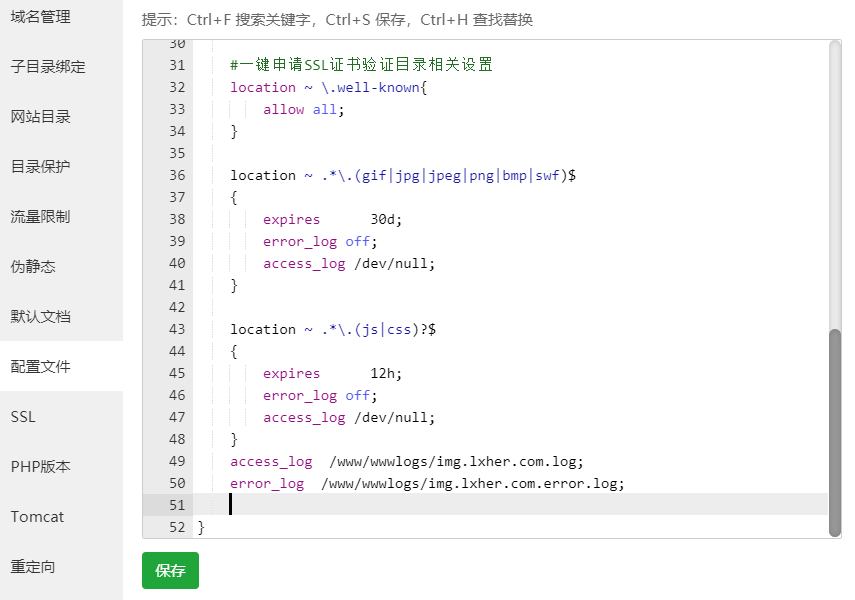 域名管理
子目录绑定
网站目录
目录保护
流量限制
伪静态
默认文档
配置文件
SSL
PHP版本
Tomcat
重定向
提示：Ctrl+F 搜索关键字，Ctrl+S 保存，Ctrl+H 查找替换
30
31 #一键申请SSL证书验证目录相关设置
32 location ~ \.well-known{
33 allow all;
34 }
35
36 location ~ .*\.(gif|jpg|jpeg|png|bmp|swf)$
37 {
38 expires      30d;
39 error_log off;
40 access_log /dev/null;
41 }
42
43 location ~ .*\.(js|css)?$
44 {
45 expires      12h;
46 error_log off;
47 access_log /dev/null;
48 }
49 access_log  /www/wwwlogs/img.lxher.com.log;
50 error_log  /www/wwwlogs/img.lxher.com.error.log;
51
52 }
保存